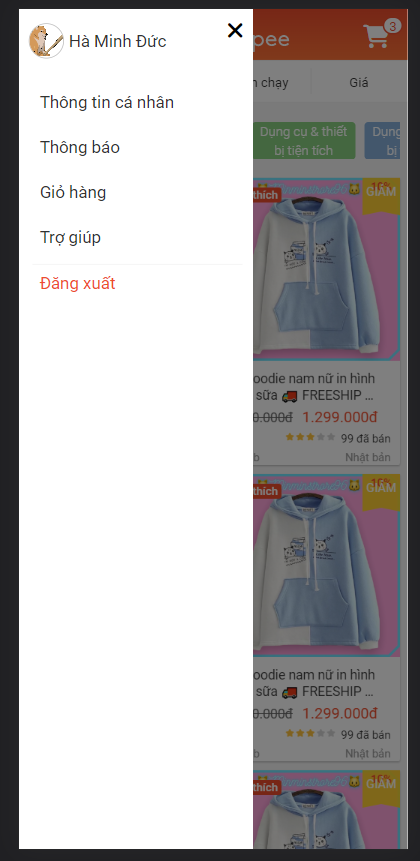 Hà Minh Đức
Thông tin cá nhân
Thông báo
Giỏ hàng
Trợ giúp
Đăng xuất
pee
3
chạy
Giá
Dụng cụ & thiết
bị tiện tích
Dụng
bị
thích
GIẢM
oodie nam nữ in hình
sữa 🚚 FREESHIP ...
0.000đ 1.299.000đ
99 đã bán
Nhật bản
thích
GIẢM
oodie nam nữ in hình
sữa 🚚 FREESHIP ...
0.000đ 1.299.000đ
99 đã bán
Nhật bản
thích
GIẢM